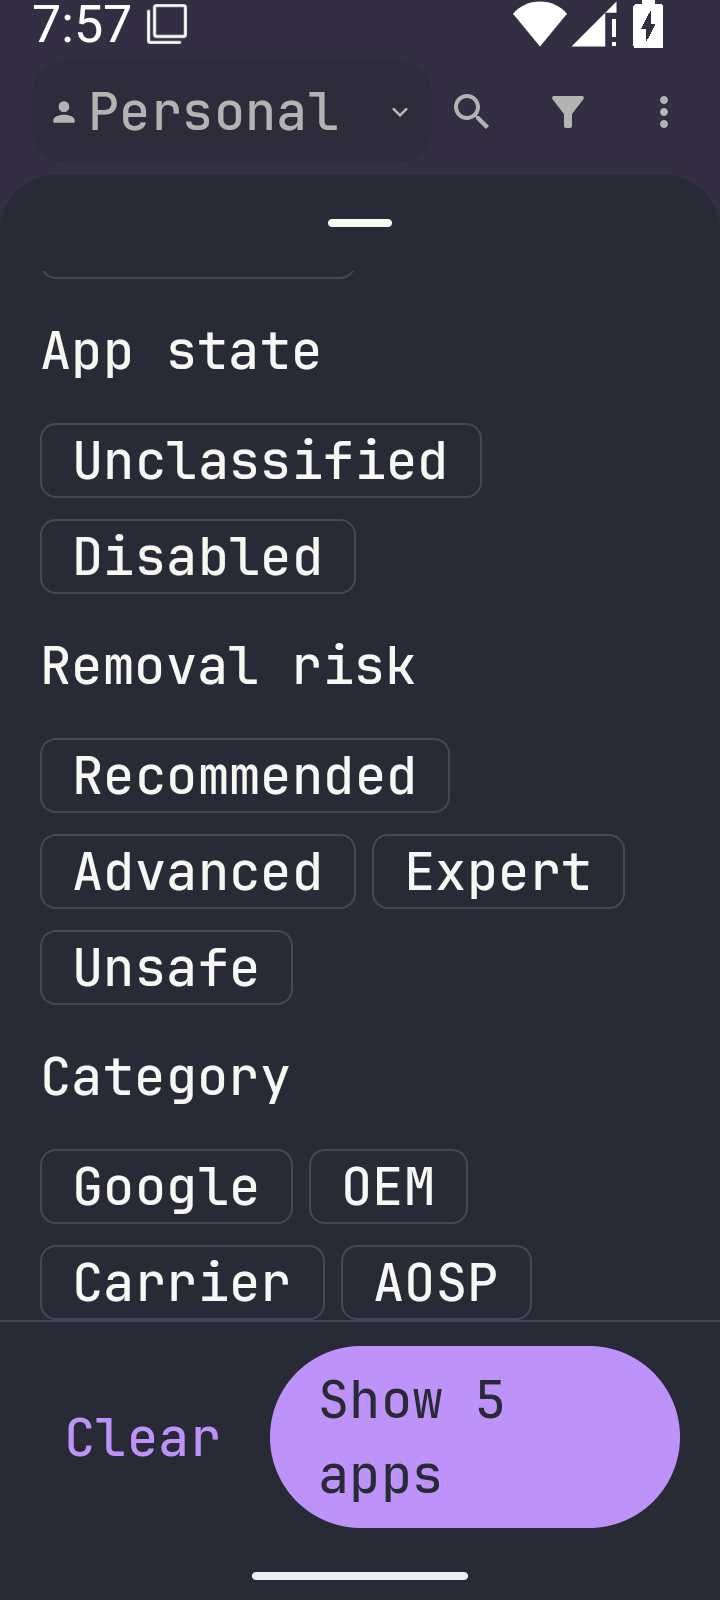 7:57
Personal
App state
Unclassified
Disabled
Removal risk
Recommended
Advanced Expert
Unsafe
Category
Google OEM
Carrier AOSP
Clear
Show 5
apps